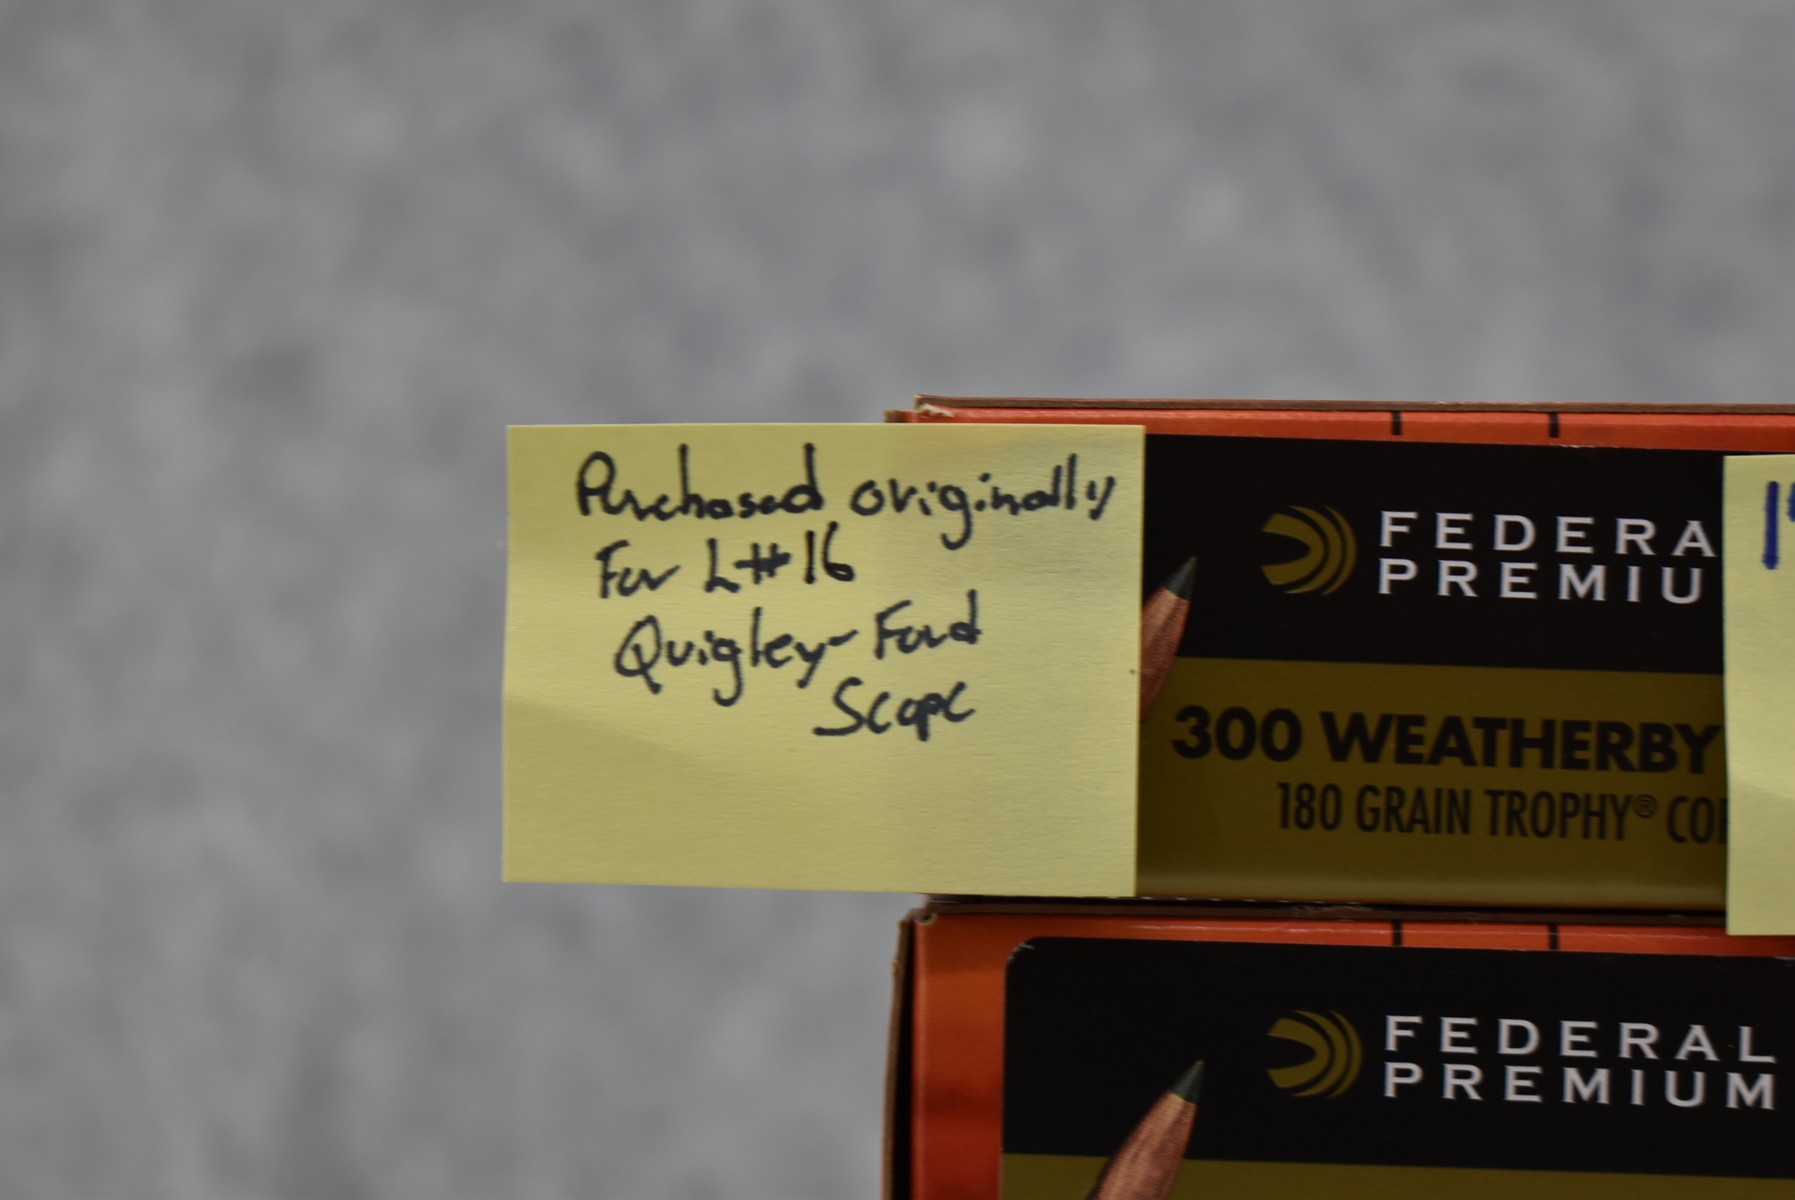 Purchased originally
For L#16
Quigley-Ford
Scope
FEDERA
PREMIU
300 WEATHERBY
180 GRAIN TROPHY®
FEDERAL
PREMIUM